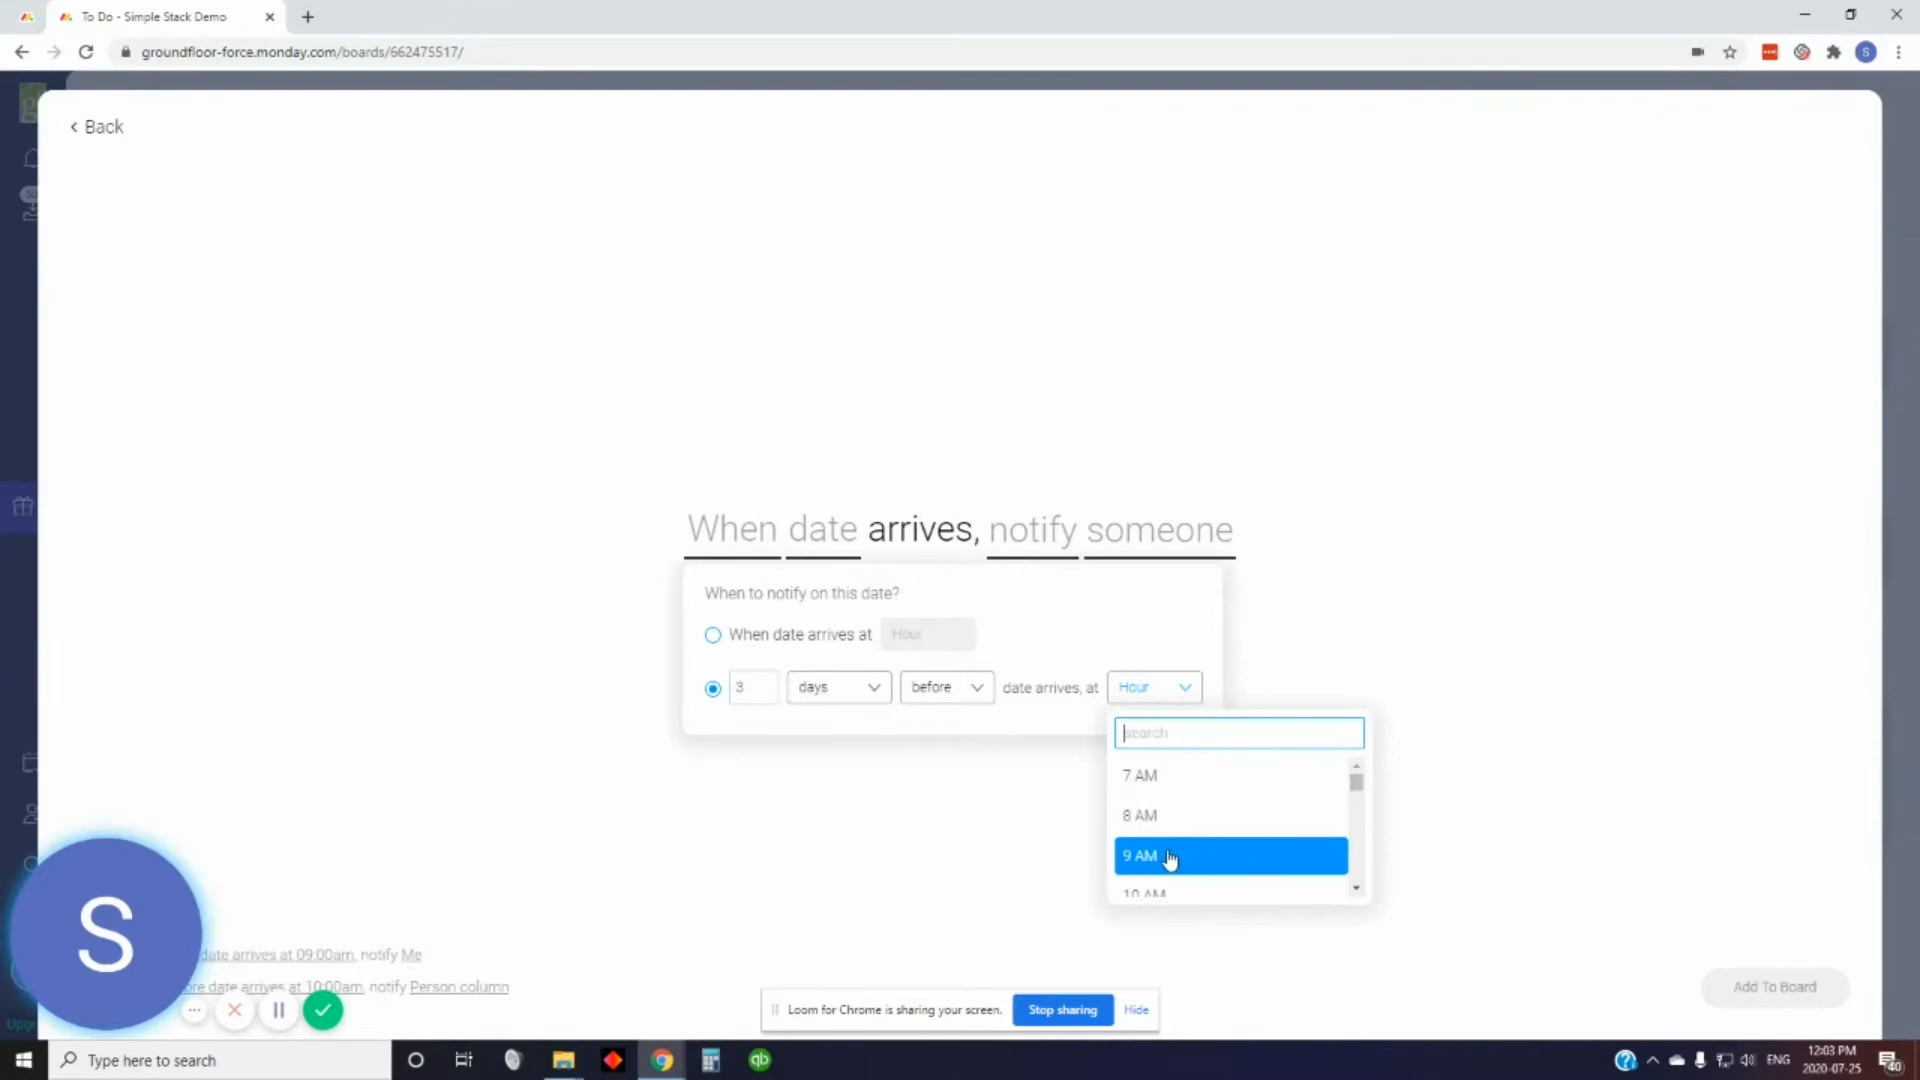 To Do - Simple Stack Demo
groundfloor-force.monday.com/boards/662475517/
S
Back
When date arrives, notify someone
When to notify on this date?
When date arrives at Hour
3 days before date arrives, at Hour
search
7 AM
8 AM
9 AM
10 AM
S
date arrives at 09:00am, notify Me
date arrives at 10:00am, notify Person column
Add To Board
Loom for Chrome is sharing your screen. Stop sharing Hide
Type here to search
qb
ENG
12:03 PM
2020-07-25
40